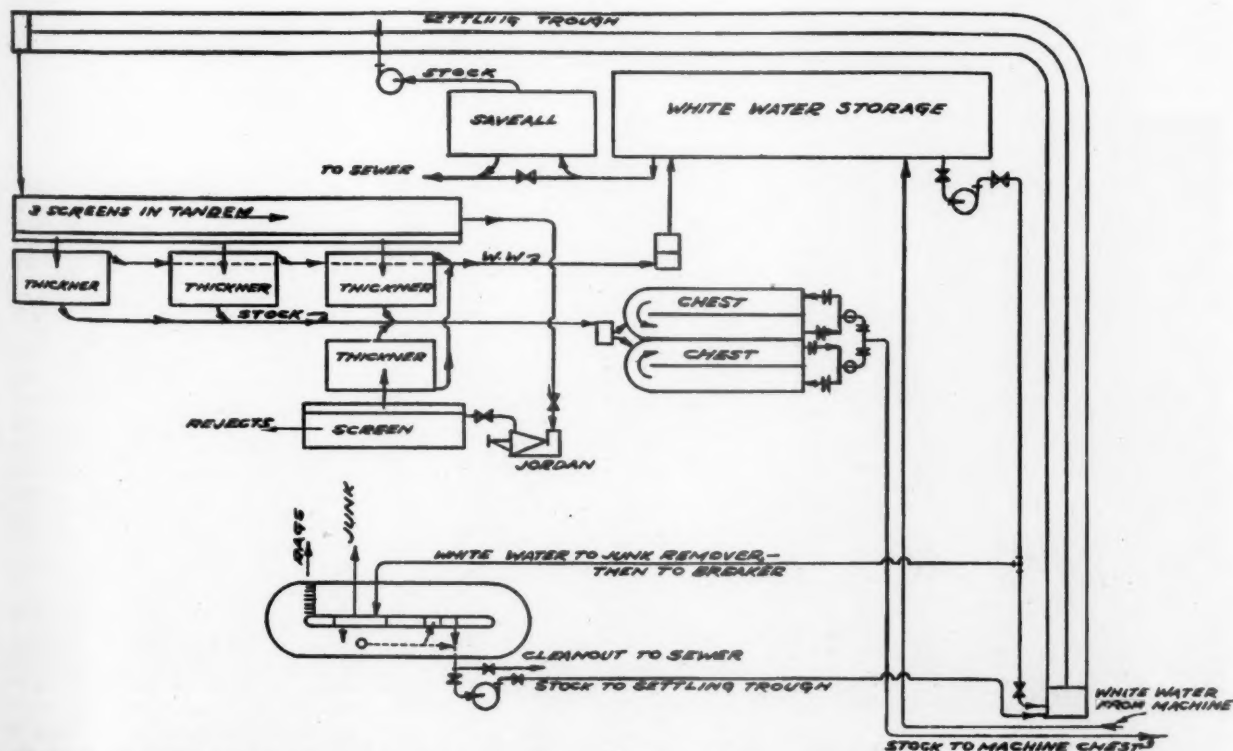 SETTLING TROUGH
STOCK
SAVEALL
WHITE WATER STORAGE
TO SEWER
3 SCREENS IN TANDEM
W.W.
THICKNER
THICKNER
THICKNER
STOCK
CHEST
THICKNER
CHEST
REJECTS
SCREEN
JORDAN
RAGS
JUNK
WHITE WATER TO JUNK REMOVER,-
THEN TO BREAKER
CLEANOUT TO SEWER
STOCK TO SETTLING TROUGH
WHITE WATER
FROM MACHINE
STOCK TO MACHINE CHEST